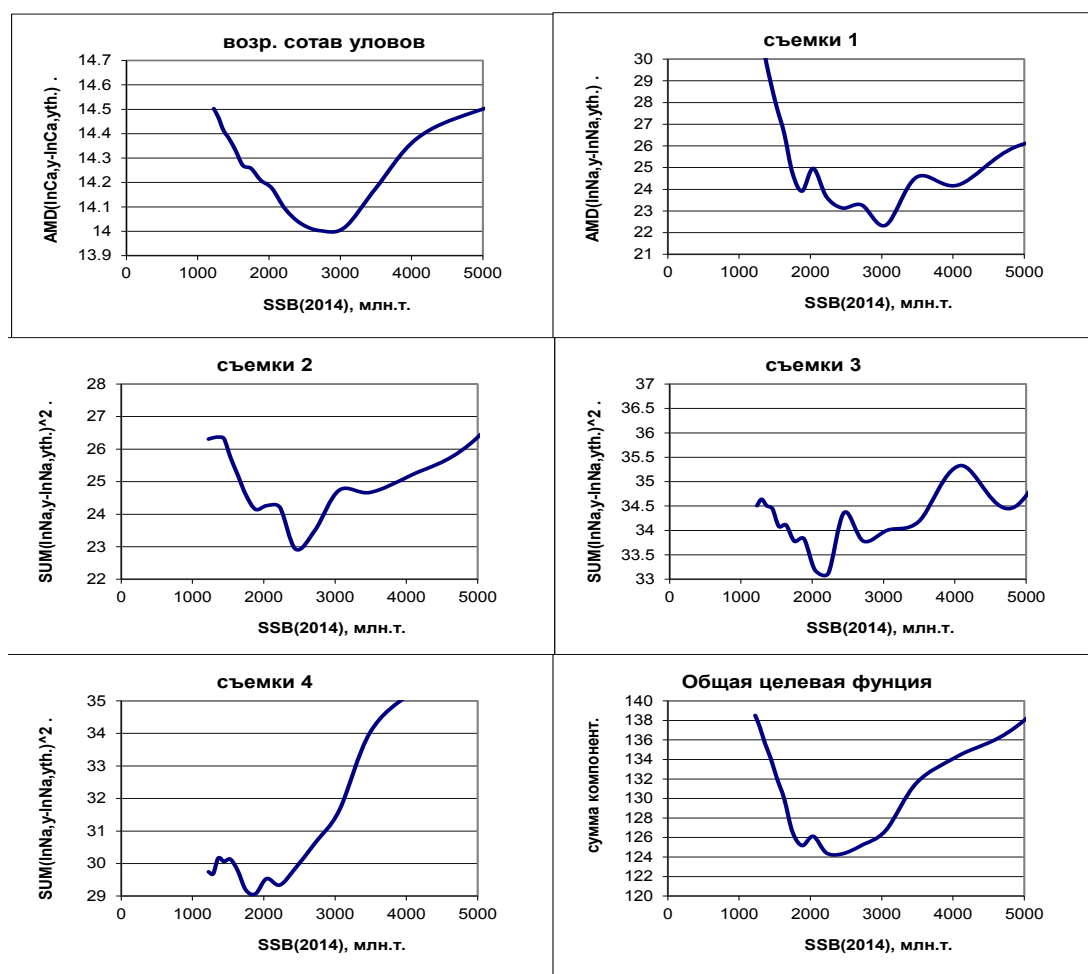 возр. сотав уловов
AMD(lnCa,y-lnCa,yth.) .
14.7
14.6
14.5
14.4
14.3
14.2
14.1
14
13.9
0 1000 2000 3000 4000 5000
SSB(2014), млн.т.
съемки 1
AMD(lnNa,y-lnNa,yth.) .
30
29
28
27
26
25
24
23
22
21
0 1000 2000 3000 4000 5000
SSB(2014), млн.т.
съемки 2
SUM(lnNa,y-lnNa,yth.)^2 .
28
27
26
25
24
23
22
0 1000 2000 3000 4000 5000
SSB(2014), млн.т.
съемки 3
SUM(lnNa,y-lnNa,yth.)^2 .
37
36.5
36
35.5
35
34.5
34
33.5
33
0 1000 2000 3000 4000 5000
SSB(2014), млн.т.
съемки 4
SUM(lnNa,y-lnNa,yth.)^2 .
35
34
33
32
31
30
29
0 1000 2000 3000 4000 5000
SSB(2014), млн.т.
Общая целевая фунция
сумма компонент.
140
138
136
134
132
130
128
126
124
122
120
0 1000 2000 3000 4000 5000
SSB(2014), млн.т.